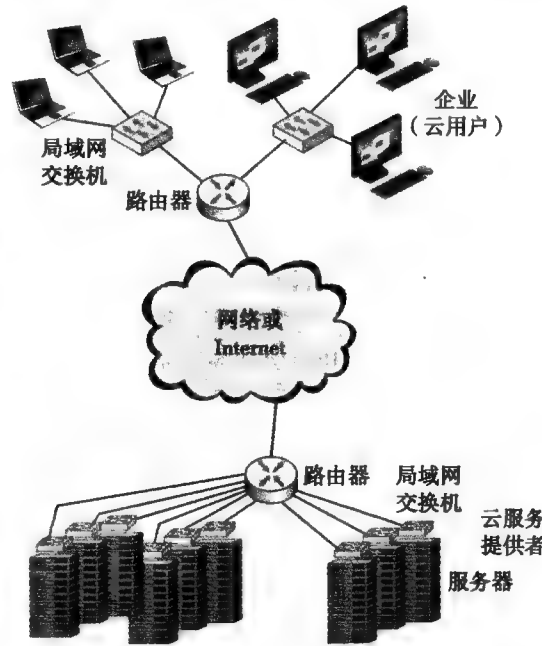 企业
（云用户）
局域网
交换机
路由器
网络或
Internet
路由器
局域网
交换机
云服务
提供者
服务器